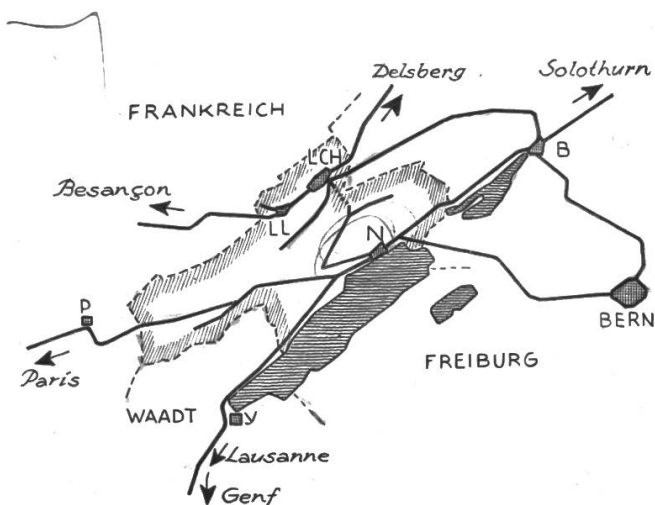 Delsberg
Solothurn
FRANKREICH
LCH
B
Besançon
LL
N
P
BERN
Paris
FREIBURG
WAADT
Y
Lausanne
Genf